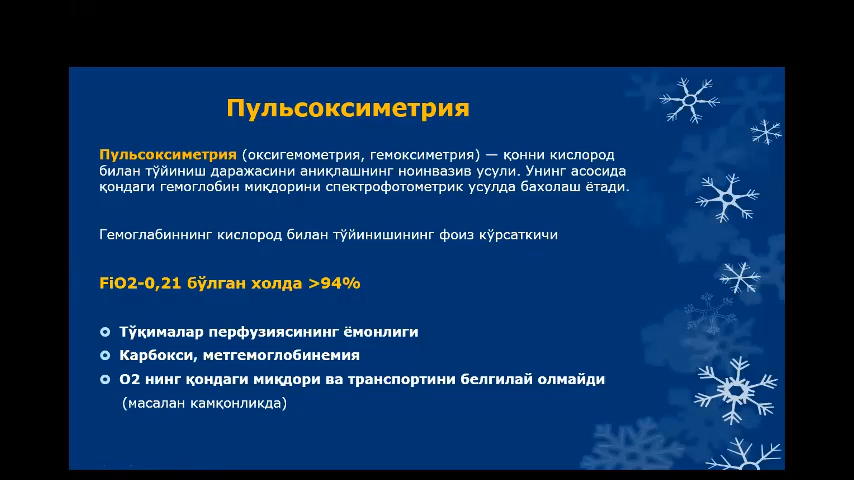 Пульсоксиметрия
Пульсоксиметрия (оксигемометрия, гемоксиметрия) — қонни кислород
билан тўйиниш даражасини аниқлашнинг ноинвазив усули. Унинг асосида
қондаги гемоглобин миқдорини спектрофотометрик усулда бахолаш ётади.
Гемоглабиннинг кислород билан тўйинишининг фоиз кўрсаткичи
FiO2-0,21 бўлган холда >94%
Тўқималар перфузиясининг ёмонлиги
Карбокси, метгемоглобинемия
О2 нинг қондаги миқдори ва транспортини белгилай олмайди
(масалан камқонликда)